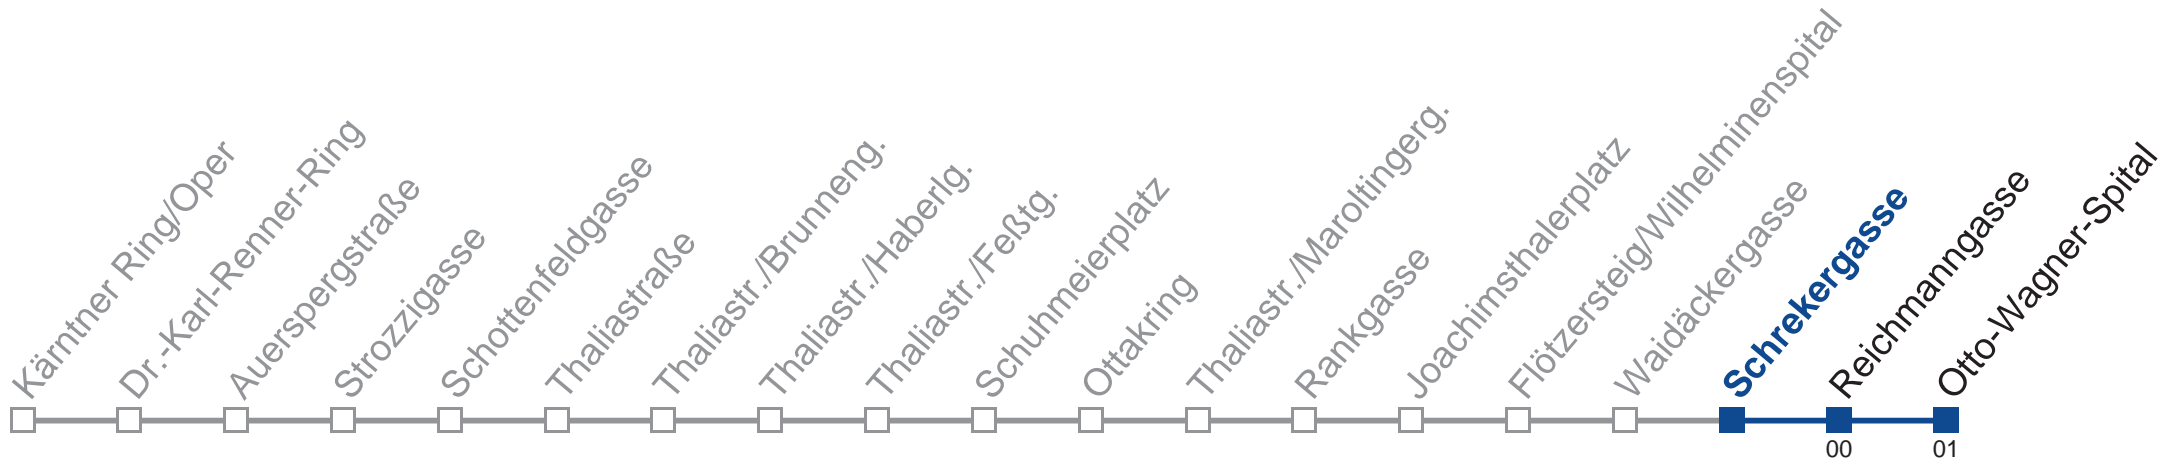 Kärntner Ring/Oper
Dr.-Karl-Renner-Ring
Auerspergstraße
Strozzigasse
Schottenfeldgasse
Thaliastraße
Thaliastr./Brunneng.
Thaliastr./Haberlg.
Thaliastr./Feßtg.
Schuhmeierplatz
Ottakring
Thaliastr./Maroltingerg.
Rankgasse
Joachimsthalerplatz
Flötzersteig/Wilhelminenspital
Waidäckergasse
Schrekergasse
Reichmanngasse
Otto-Wagner-Spital
00
01